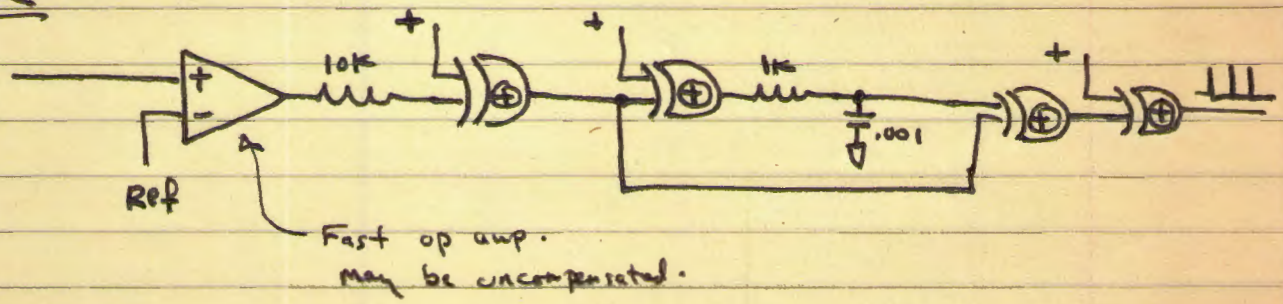 + +
10K 1K +
+
-
.001
Ref
Fast op amp.
may be uncompensated.